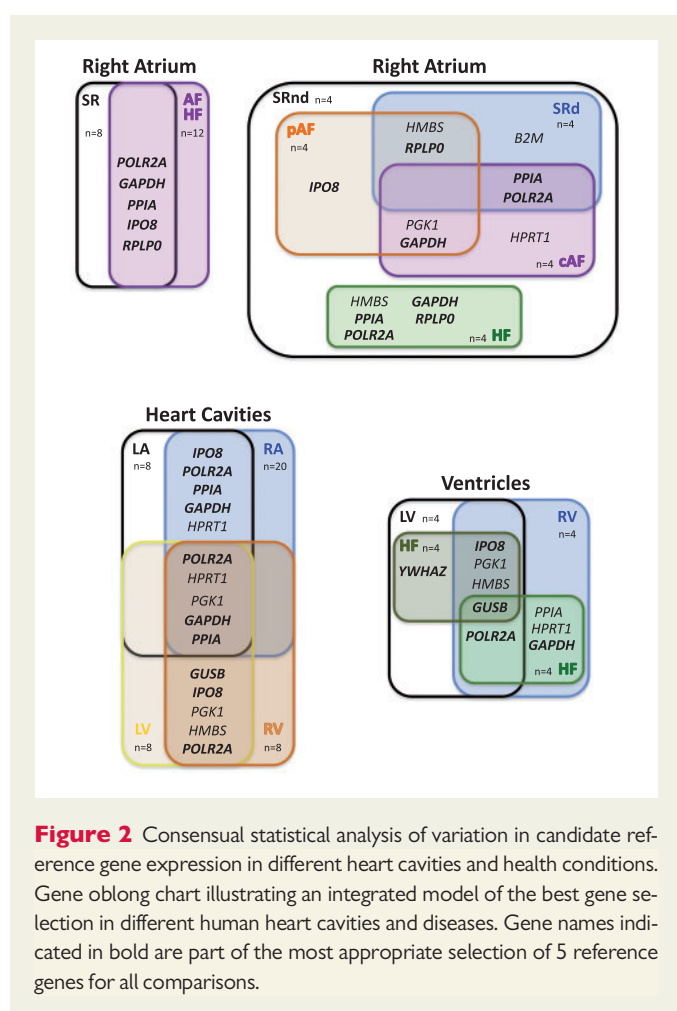 Right Atrium
SR
n=8
AF
HF
n=12
POLR2A
GAPDH
PPIA
IPO8
RPLP0
Right Atrium
SRnd n=4
SRd
n=4
pAF
n=4
HMBS
RPLP0
B2M
IPO8
PPIA
POLR2A
PGK1
GAPDH
HPRT1
n=4 cAF
HMBS GAPDH
PPIA RPLP0
POLR2A
n=4 HF
Heart Cavities
LA
n=8
RA
n=20
IPO8
POLR2A
PPIA
GAPDH
HPRT1
POLR2A
HPRT1
PGK1
GAPDH
PPIA
GUSB
IPO8
PGK1
HMBS
POLR2A
LV
n=8
RV
n=8
Ventricles
LV n=4
RV
n=4
HF n=4
YWHAZ
IPO8
PGK1
HMBS
GUSB
POLR2A
PPIA
HPRT1
GAPDH
n=4 HF
Figure 2 Consensual statistical analysis of variation in candidate ref-
erence gene expression in different heart cavities and health conditions.
Gene oblong chart illustrating an integrated model of the best gene se-
lection in different human heart cavities and diseases. Gene names indi-
cated in bold are part of the most appropriate selection of 5 reference
genes for all comparisons.